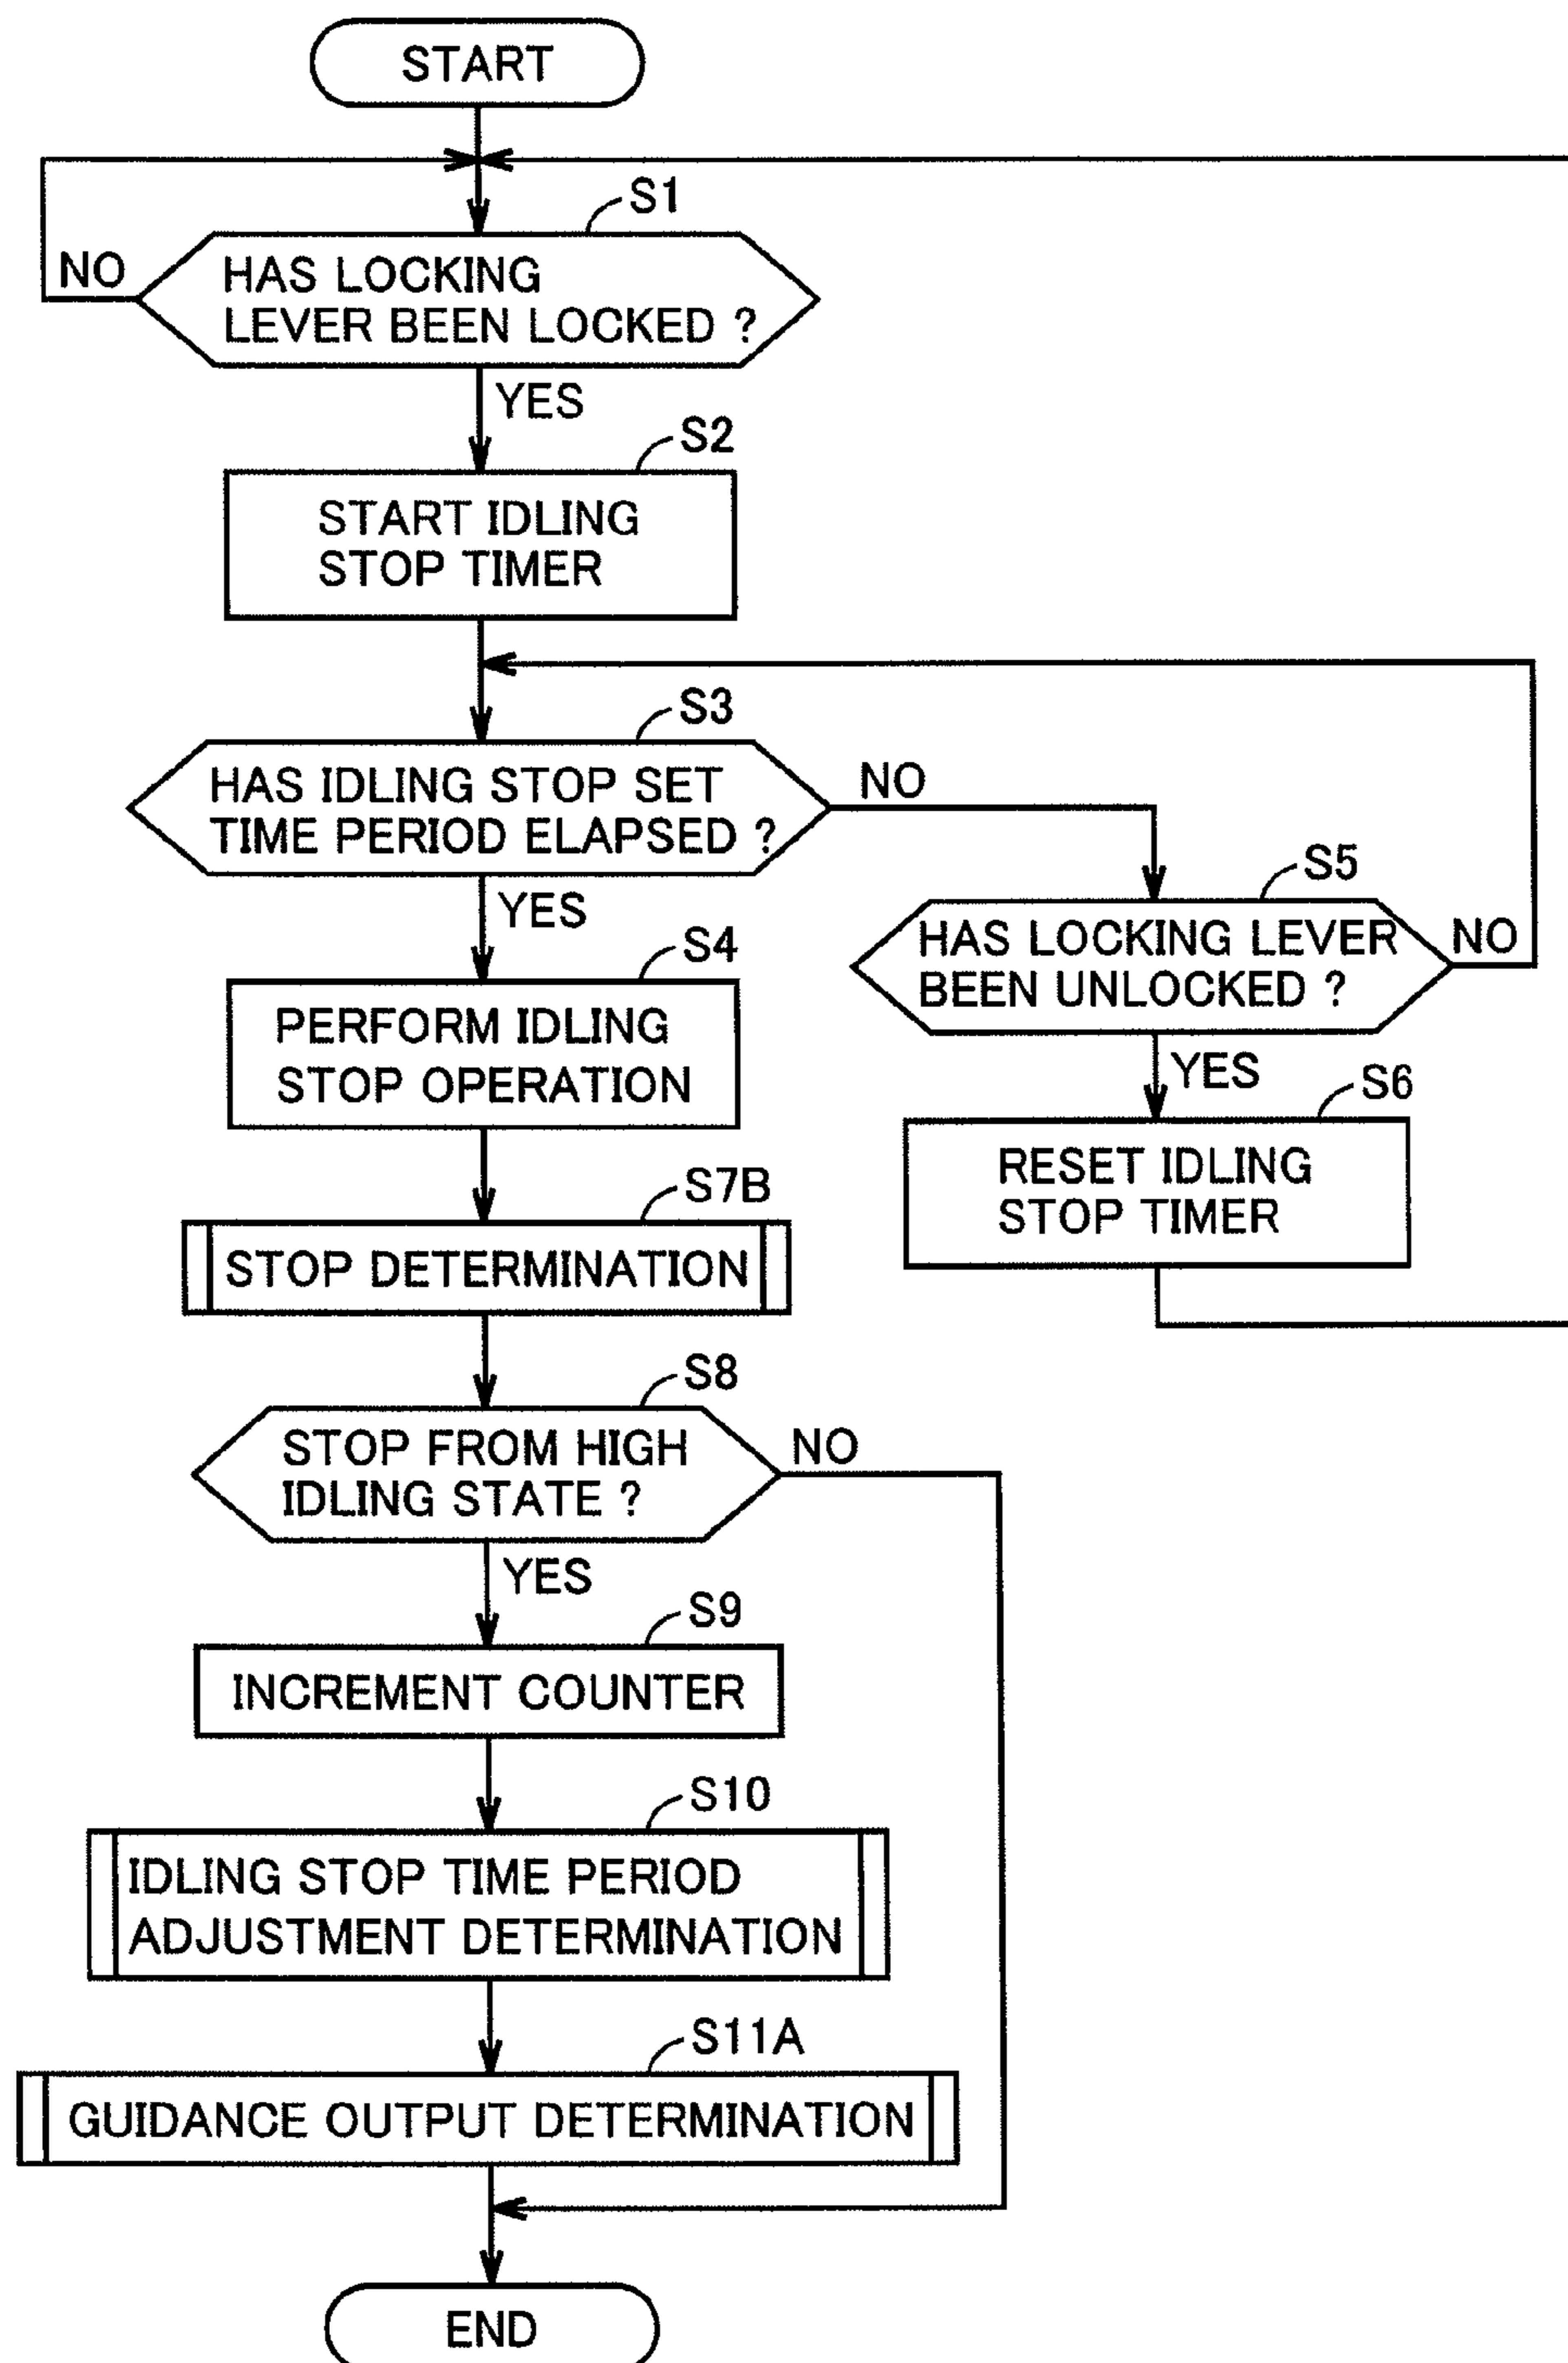 START
S1
NO
HAS LOCKING
LEVER BEEN LOCKED ?
YES
S2
START IDLING
STOP TIMER
S3
HAS IDLING STOP SET
TIME PERIOD ELAPSED ?
NO
YES
S5
HAS LOCKING LEVER
BEEN UNLOCKED ?
NO
S4
PERFORM IDLING
STOP OPERATION
YES
S6
RESET IDLING
STOP TIMER
S7B
STOP DETERMINATION
S8
STOP FROM HIGH
IDLING STATE ?
NO
YES
S9
INCREMENT COUNTER
S10
IDLING STOP TIME PERIOD
ADJUSTMENT DETERMINATION
S11A
GUIDANCE OUTPUT DETERMINATION
END